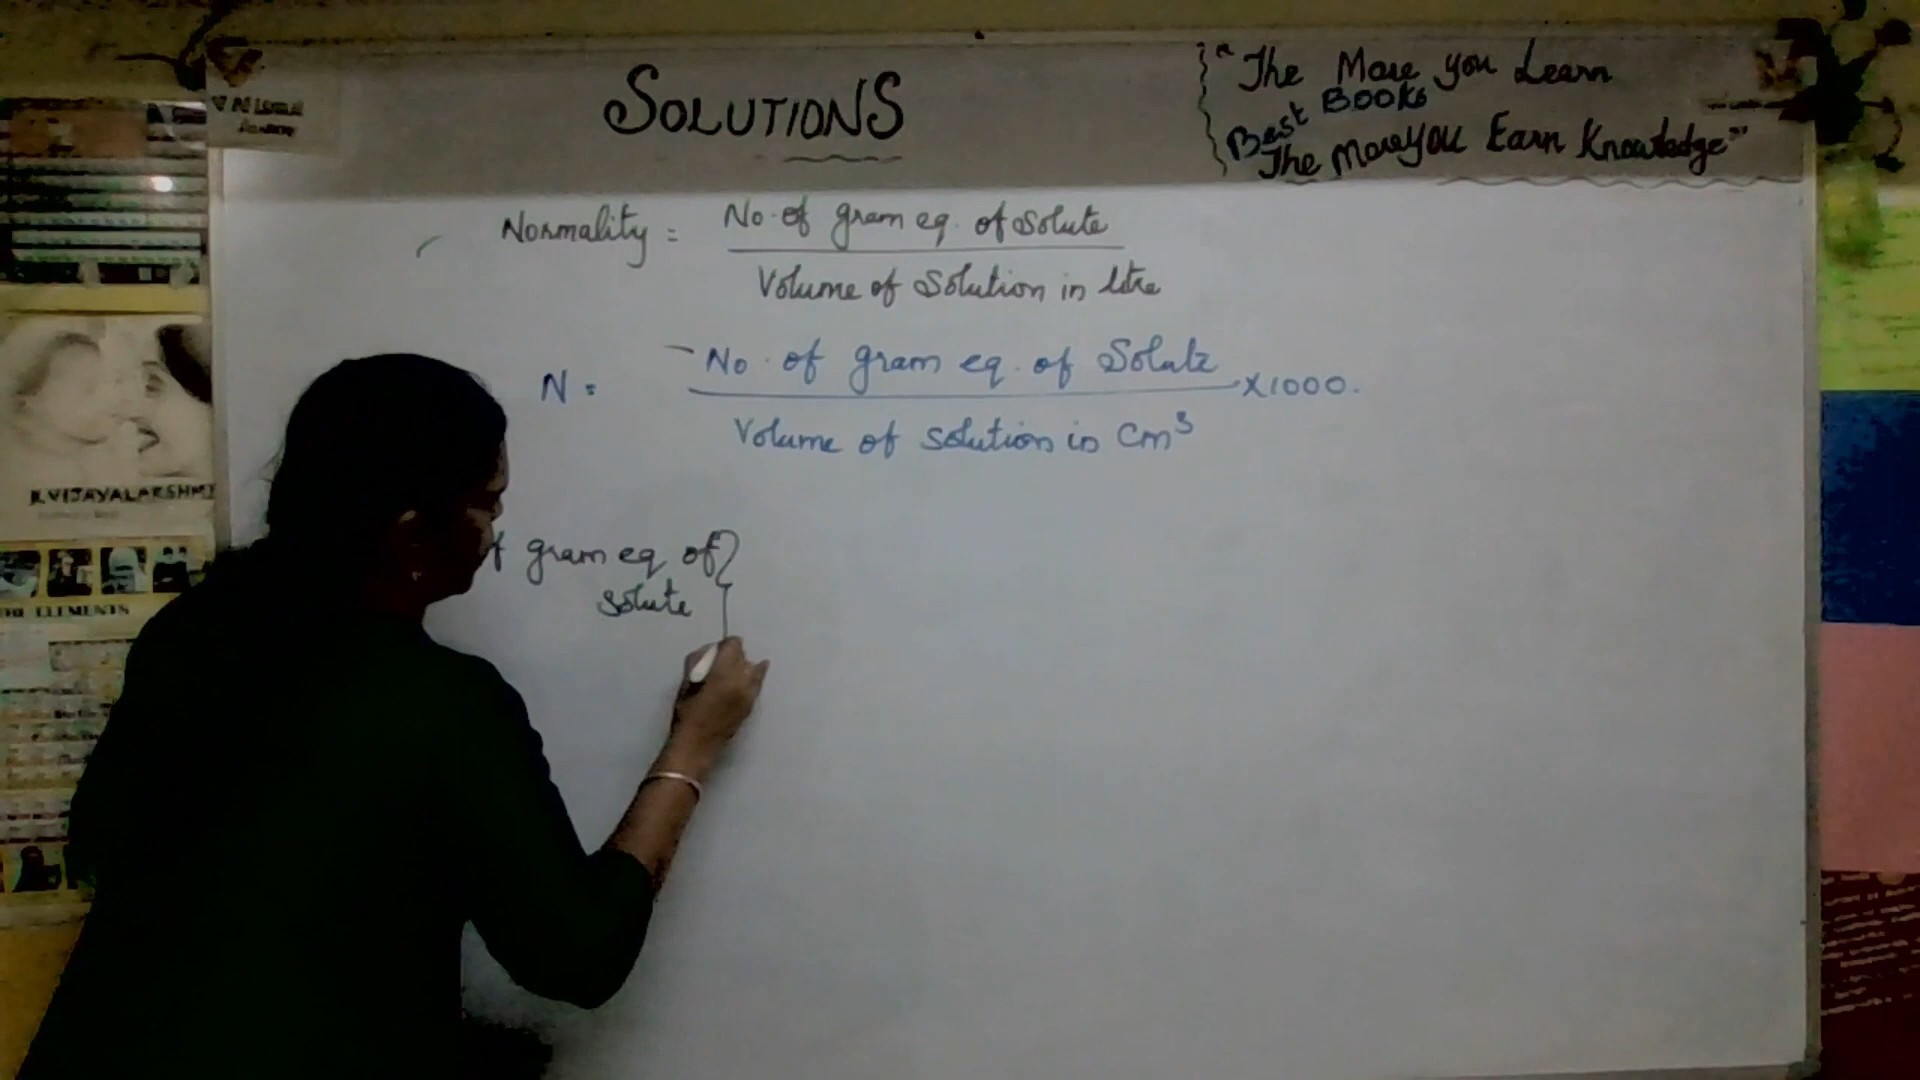 SOLUTIONS
"The More you Learn
Best BOOKS
The More YOU Earn Knowledge"
Normality = No. of gram eq. of solute
Volume of Solution in litre
N = No. of gram eq. of Solute ×1000.
Volume of solution in cm³
gram eq of
solute
K.VIJAYALAKSHMI
ELEMENTS